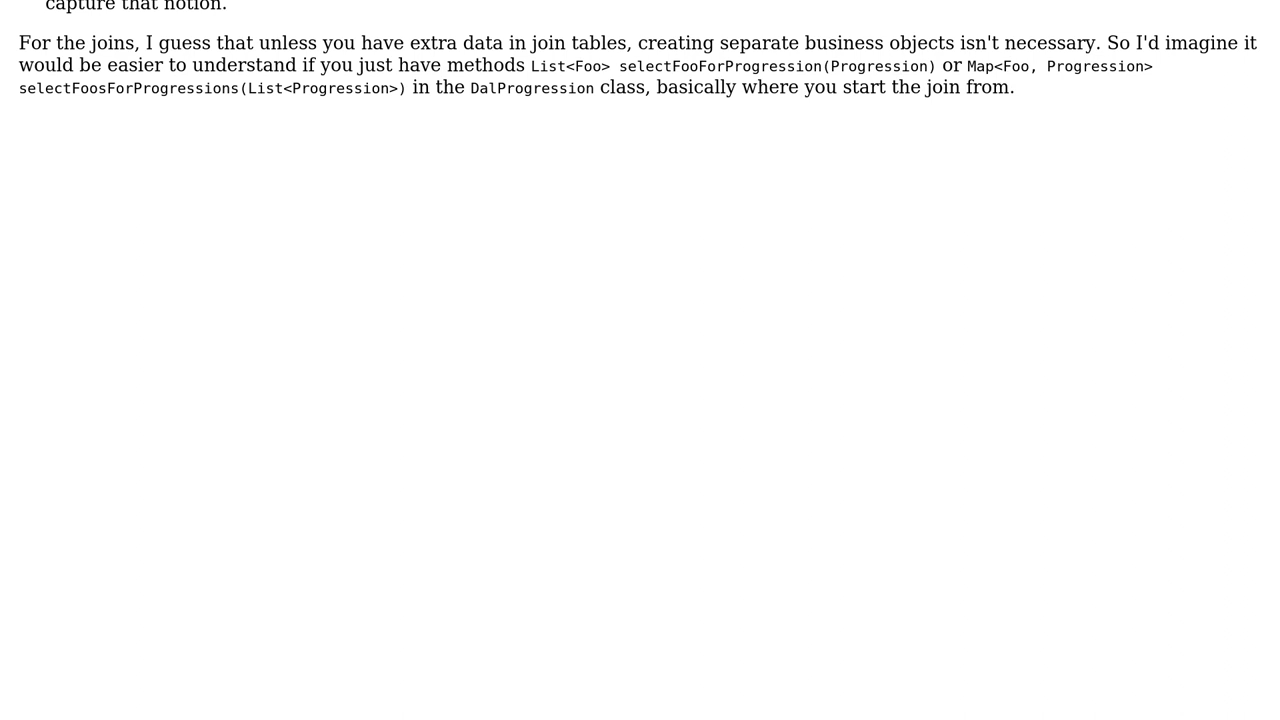 capture that notion.
For the joins, I guess that unless you have extra data in join tables, creating separate business objects isn't necessary. So I'd imagine it
would be easier to understand if you just have methods List<Foo> selectFooForProgression(Progression) or Map<Foo, Progression>
selectFoosForProgressions(List<Progression>) in the DalProgression class, basically where you start the join from.